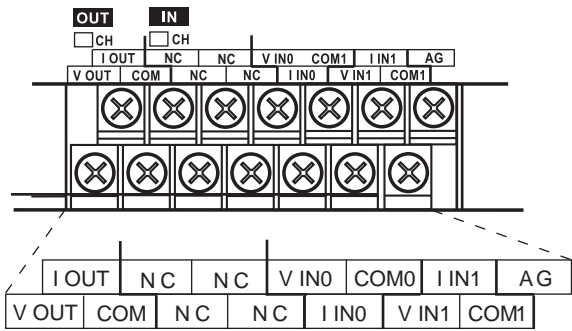 OUT IN
CH CH
I OUT NC NC V IN0 COM1 I IN1 AG
V OUT COM NC NC I IN0 V IN1 COM1
I OUT N C N C V IN0 COM0 I IN1 A G
V OUT COM N C N C I IN0 V IN1 COM1